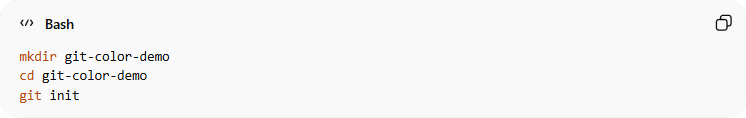 Bash
mkdir git-color-demo
cd git-color-demo
git init